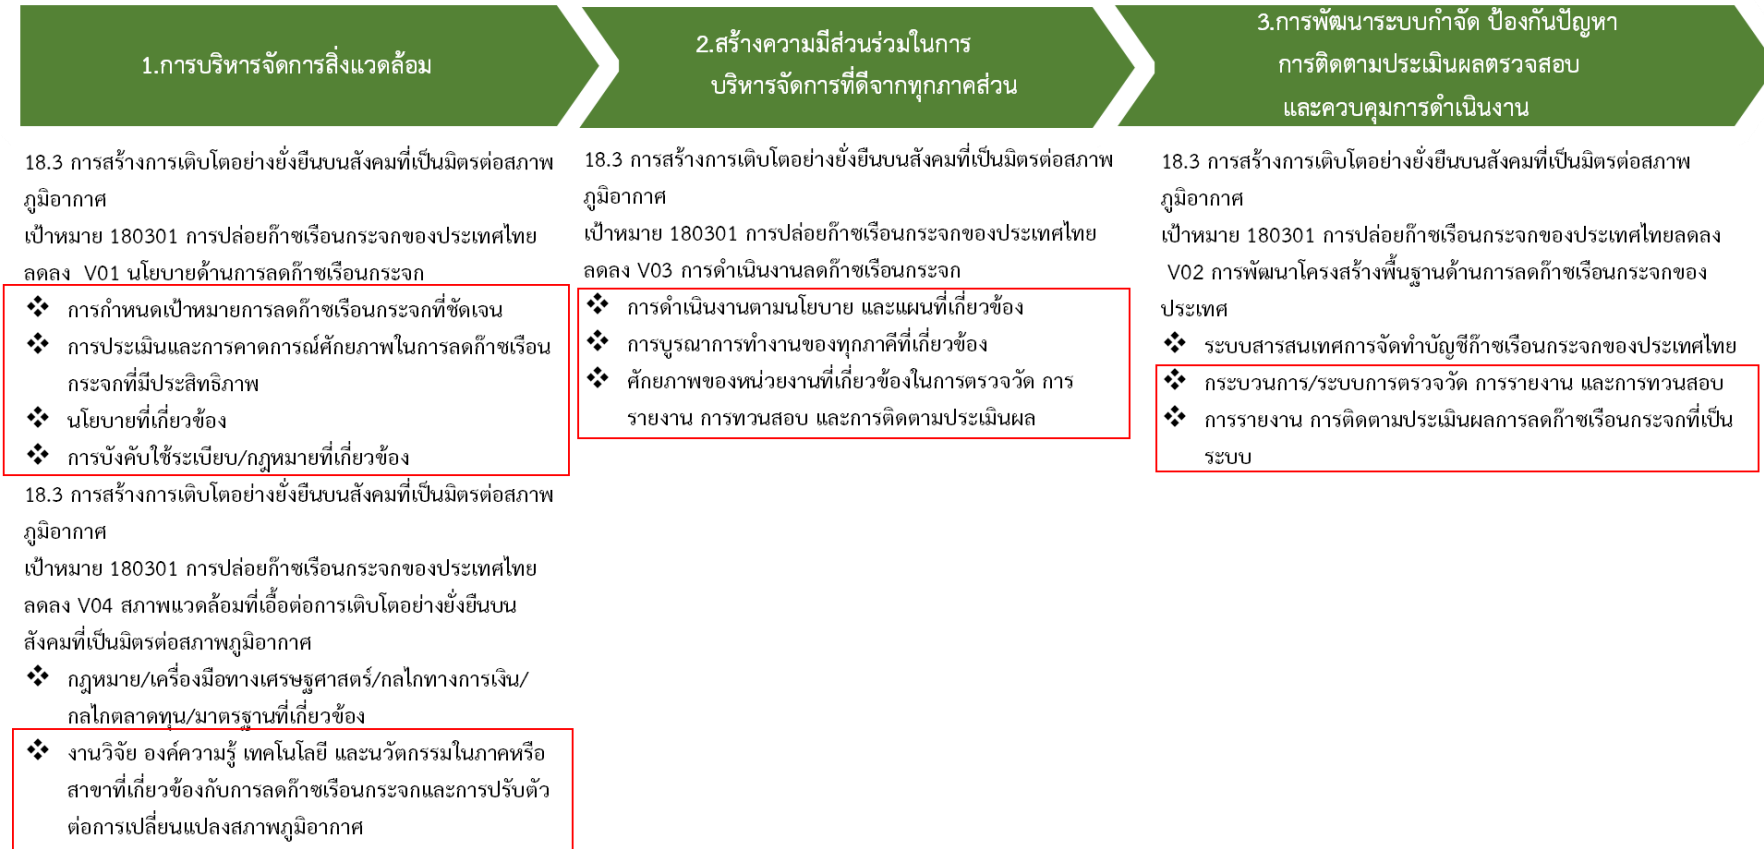 1.การบริหารจัดการสิ่งแวดล้อม
18.3 การสร้างการเติบโตอย่างยั่งยืนบนสังคมที่เป็นมิตรต่อสภาพ
ภูมิอากาศ
เป้าหมาย 180301 การปล่อยก๊าซเรือนกระจกของประเทศไทย
ลดลง V01 นโยบายด้านการลดก๊าซเรือนกระจก
❖ การกำหนดเป้าหมายการลดก๊าซเรือนกระจกที่ชัดเจน
❖ การประเมินและการคาดการณ์ศักยภาพในการลดก๊าซเรือน
กระจกที่มีประสิทธิภาพ
❖ นโยบายที่เกี่ยวข้อง
❖ การบังคับใช้ระเบียบ/กฎหมายที่เกี่ยวข้อง
18.3 การสร้างการเติบโตอย่างยั่งยืนบนสังคมที่เป็นมิตรต่อสภาพ
ภูมิอากาศ
เป้าหมาย 180301 การปล่อยก๊าซเรือนกระจกของประเทศไทย
ลดลง V04 สภาพแวดล้อมที่เอื้อต่อการเติบโตอย่างยั่งยืนบน
สังคมที่เป็นมิตรต่อสภาพภูมิอากาศ
❖ กฎหมาย/เครื่องมือทางเศรษฐศาสตร์/กลไกทางการเงิน/
กลไกตลาดทุน/มาตรฐานที่เกี่ยวข้อง
❖ งานวิจัย องค์ความรู้ เทคโนโลยี และนวัตกรรมในภาคหรือ
สาขาที่เกี่ยวข้องกับการลดก๊าซเรือนกระจกและการปรับตัว
ต่อการเปลี่ยนแปลงสภาพภูมิอากาศ
2.สร้างความมีส่วนร่วมในการ
บริหารจัดการที่ดีจากทุกภาคส่วน
18.3 การสร้างการเติบโตอย่างยั่งยืนบนสังคมที่เป็นมิตรต่อสภาพ
ภูมิอากาศ
เป้าหมาย 180301 การปล่อยก๊าซเรือนกระจกของประเทศไทย
ลดลง V03 การดำเนินงานลดก๊าซเรือนกระจก
❖ การดำเนินงานตามนโยบาย และแผนที่เกี่ยวข้อง
❖ การบูรณาการทำงานของทุกภาคีที่เกี่ยวข้อง
❖ ศักยภาพของหน่วยงานที่เกี่ยวข้องในการตรวจวัด การ
รายงาน การทวนสอบ และการติดตามประเมินผล
3.การพัฒนาระบบกำจัด ป้องกันปัญหา
การติดตามประเมินผลตรวจสอบ
และควบคุมการดำเนินงาน
18.3 การสร้างการเติบโตอย่างยั่งยืนบนสังคมที่เป็นมิตรต่อสภาพ
ภูมิอากาศ
เป้าหมาย 180301 การปล่อยก๊าซเรือนกระจกของประเทศไทยลดลง
V02 การพัฒนาโครงสร้างพื้นฐานด้านการลดก๊าซเรือนกระจกของ
ประเทศ
❖ ระบบสารสนเทศการจัดทำบัญชีก๊าซเรือนกระจกของประเทศไทย
❖ กระบวนการ/ระบบการตรวจวัด การรายงาน และการทวนสอบ
❖ การรายงาน การติดตามประเมินผลการลดก๊าซเรือนกระจกที่เป็น
ระบบ